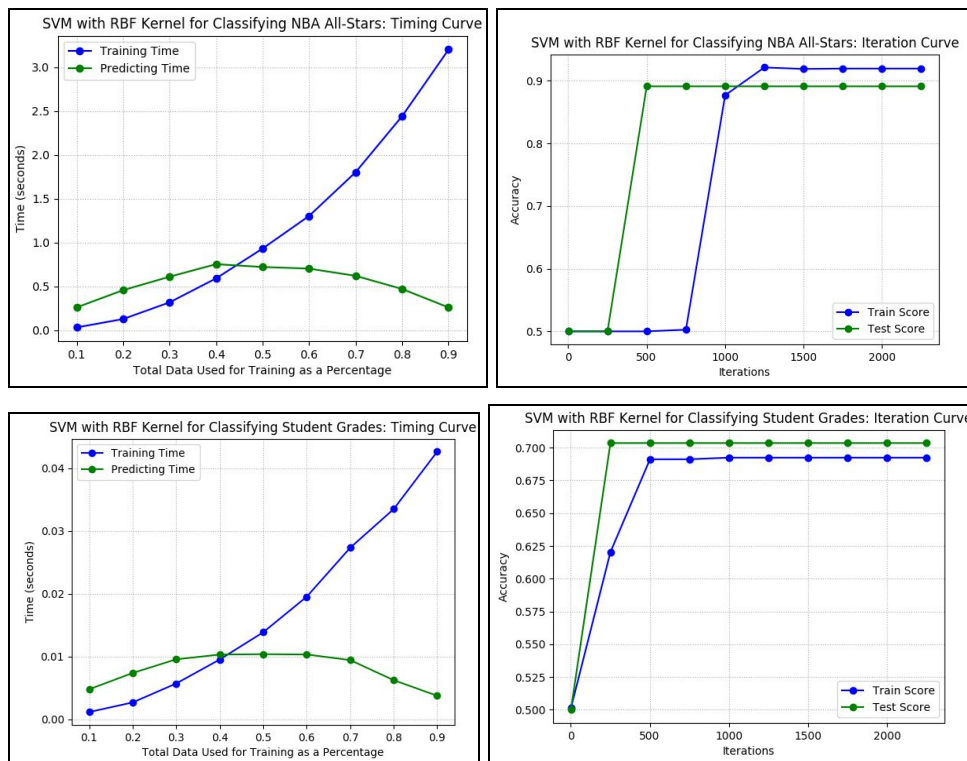 SVM with RBF Kernel for Classifying NBA All-Stars: Timing Curve
Training Time
Predicting Time
3.0
2.5
2.0
1.5
1.0
0.5
0.0
Time (seconds)
0.1 0.2 0.3 0.4 0.5 0.6 0.7 0.8 0.9
Total Data Used for Training as a Percentage
SVM with RBF Kernel for Classifying NBA All-Stars: Iteration Curve
0.9
0.8
0.7
0.6
0.5
Accuracy
Train Score
Test Score
0 500 1000 1500 2000
Iterations
SVM with RBF Kernel for Classifying Student Grades: Timing Curve
Training Time
Predicting Time
0.04
0.03
0.02
0.01
0.00
Time (seconds)
0.1 0.2 0.3 0.4 0.5 0.6 0.7 0.8 0.9
Total Data Used for Training as a Percentage
SVM with RBF Kernel for Classifying Student Grades: Iteration Curve
0.700
0.675
0.650
0.625
0.600
0.575
0.550
0.525
0.500
Accuracy
Train Score
Test Score
0 500 1000 1500 2000
Iterations